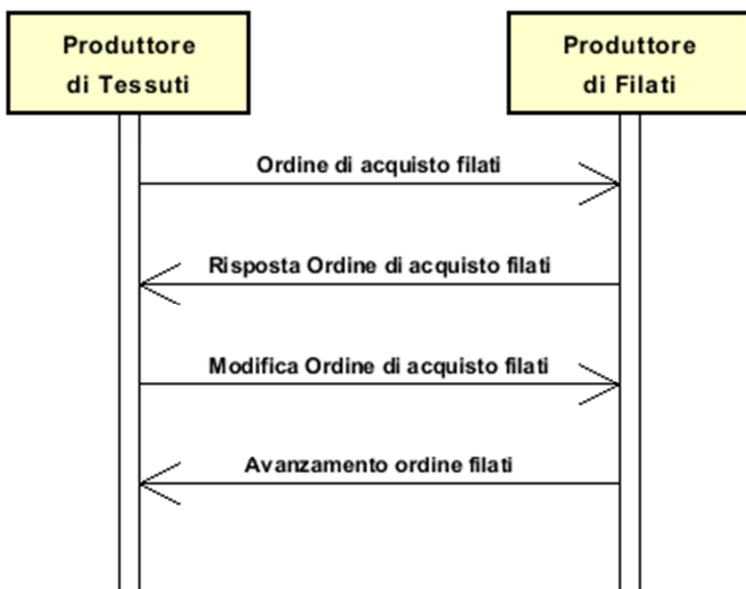 Produttore
di Tessuti
Produttore
di Filati
Ordine di acquisto filati
Risposta Ordine di acquisto filati
Modifica Ordine di acquisto filati
Avanzamento ordine filati